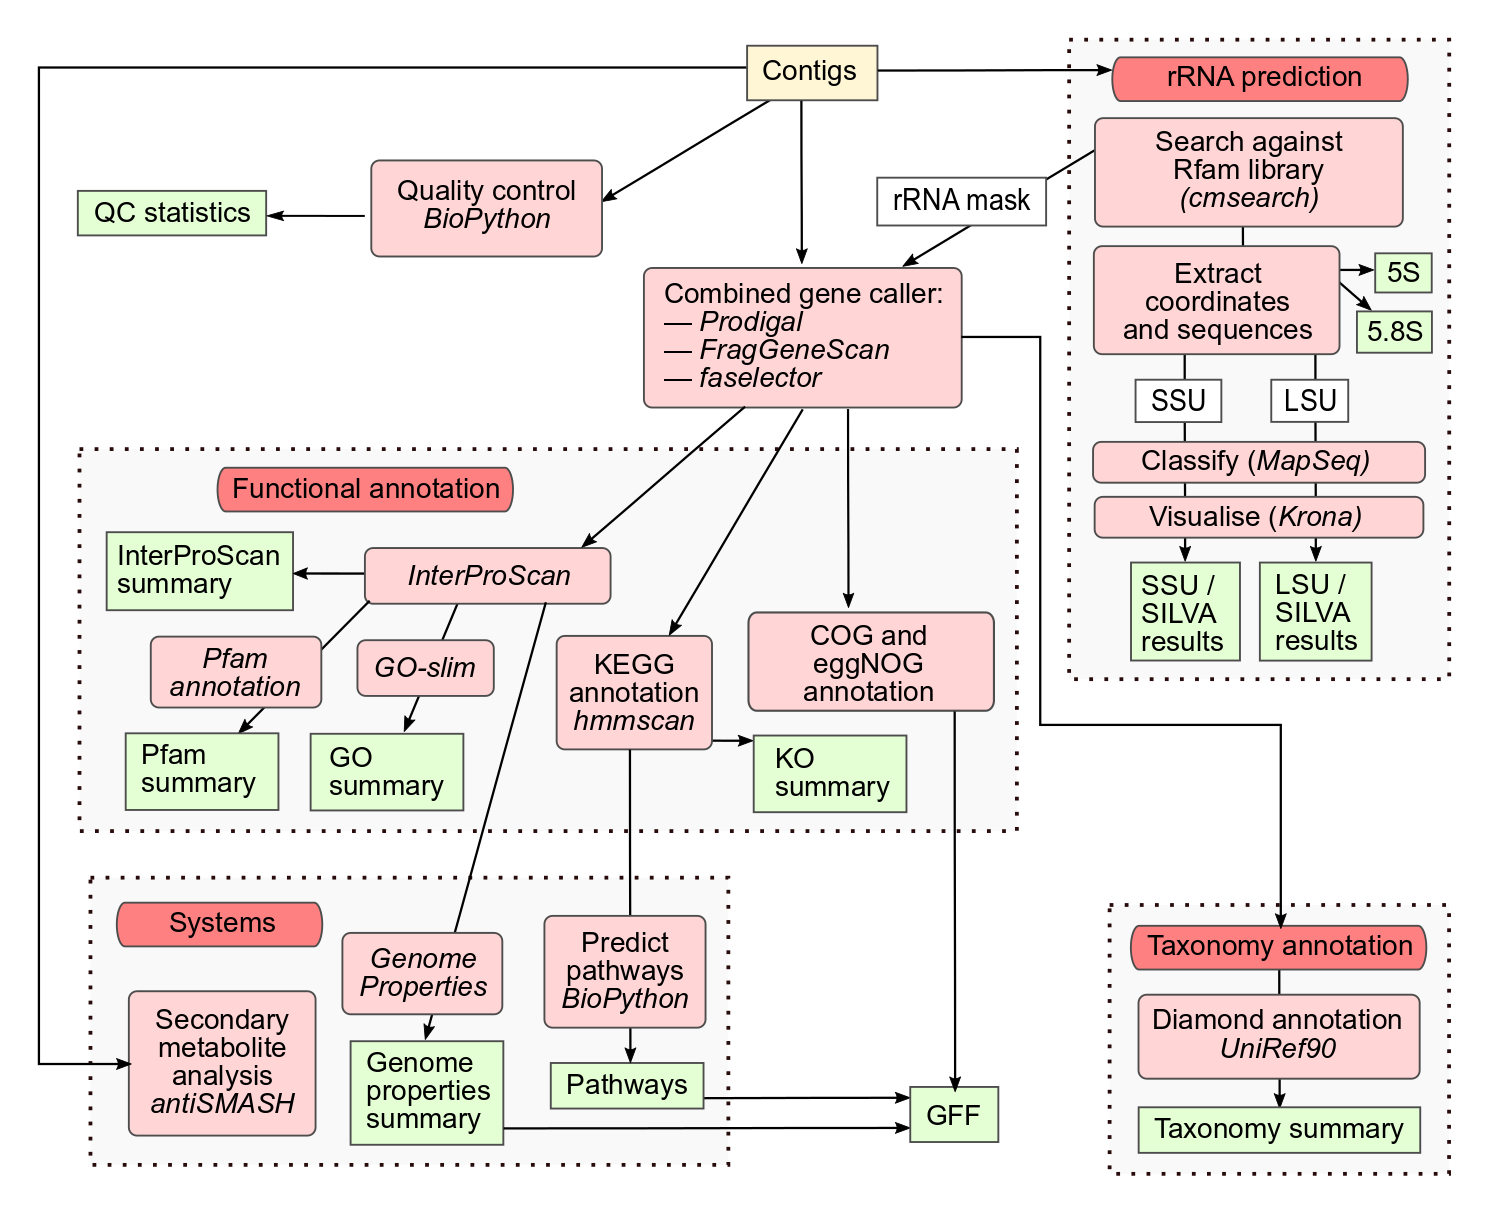 Contigs
rRNA prediction
Search against
Rfam library
(cmsearch)
Quality control
BioPython
QC statistics
rRNA mask
Extract
coordinates
and sequences
5S
5.8S
Combined gene caller:
— Prodigal
— FragGeneScan
— faselector
SSU
LSU
Classify (MapSeq)
Visualise (Krona)
SSU /
SILVA
results
LSU /
SILVA
results
Functional annotation
InterProScan
summary
InterProScan
Pfam
annotation
GO-slim
KEGG
annotation
hmmscan
COG and
eggNOG
annotation
Pfam
summary
GO
summary
KO
summary
Systems
Secondary
metabolite
analysis
antiSMASH
Genome
Properties
Predict
pathways
BioPython
Genome
properties
summary
Pathways
GFF
Taxonomy annotation
Diamond annotation
UniRef90
Taxonomy summary